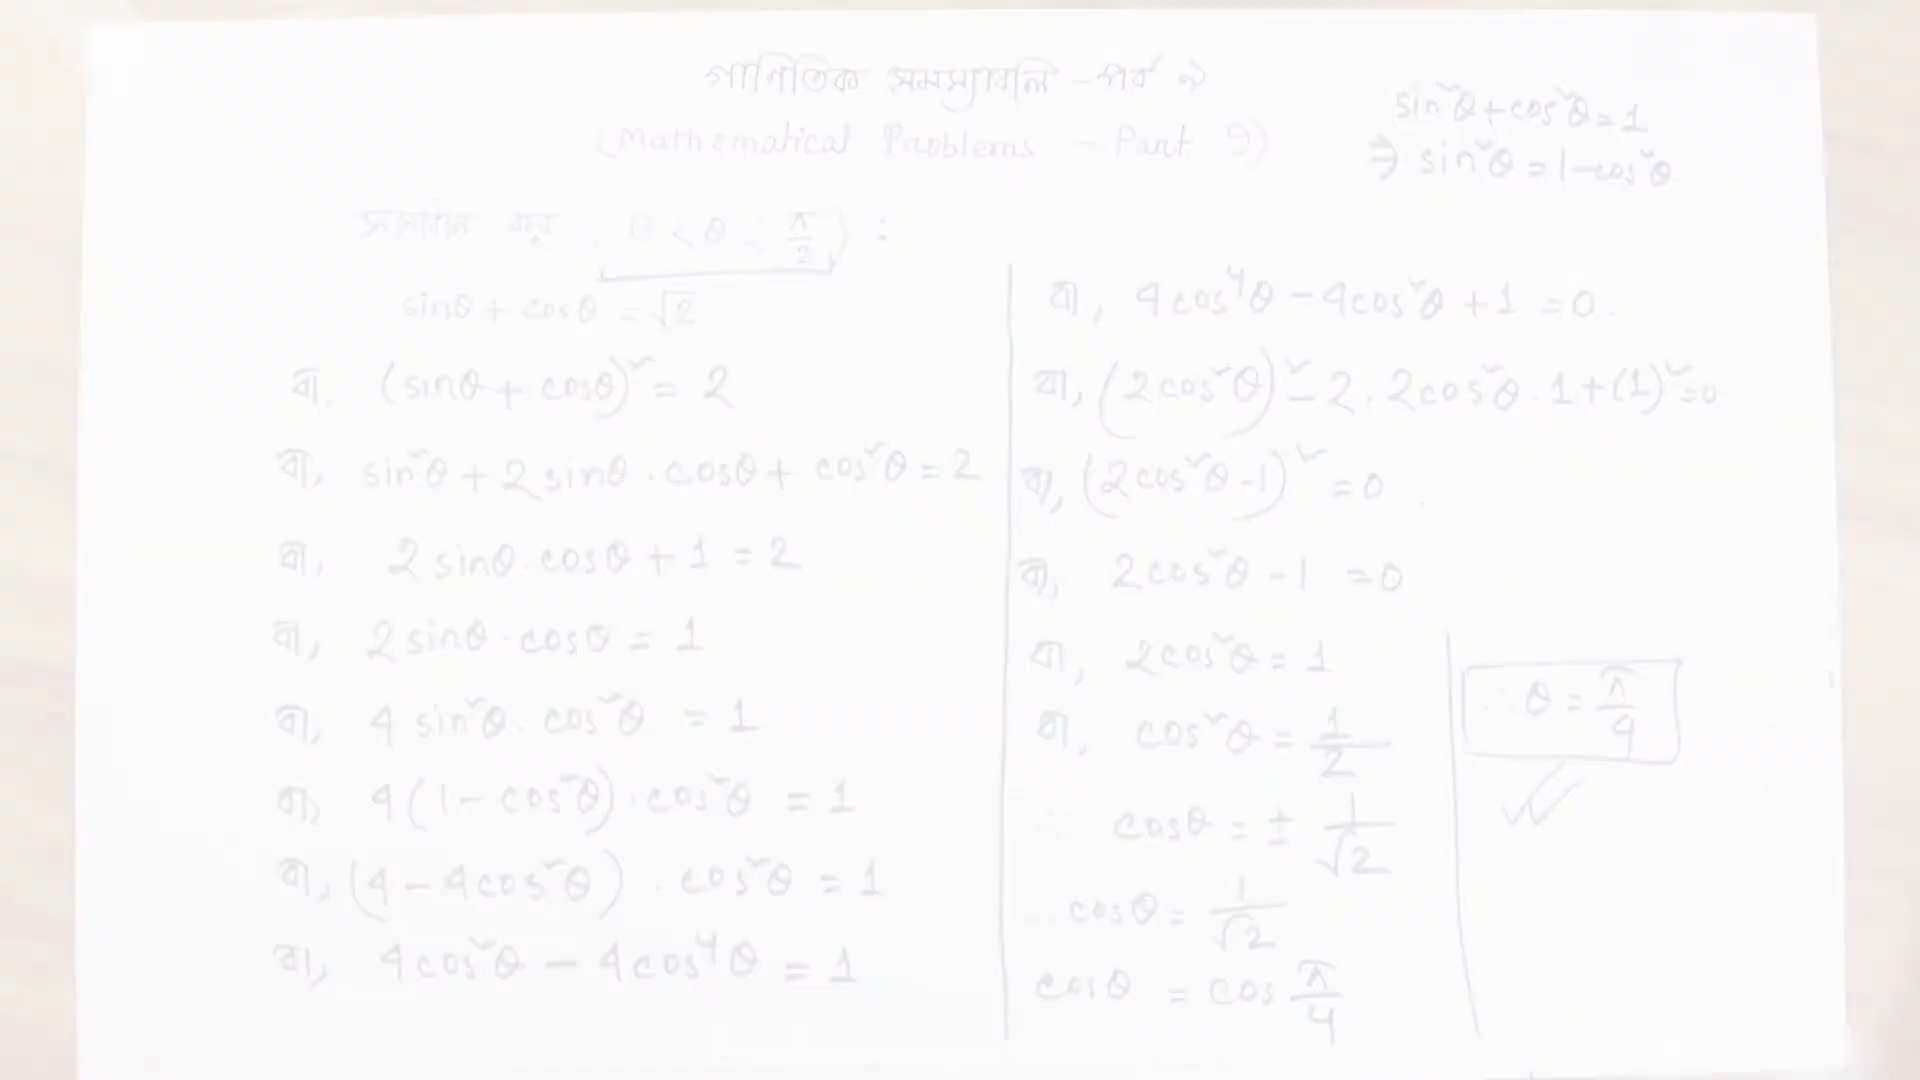 গাণিতিক সমস্যাবলি - পর্ব ৯
(Mathematical Problems - Part 9)
sin²θ + cos²θ = 1
⇒ sin²θ = 1 - cos²θ
সমাধান কর (0 < θ < π/2) :
sinθ + cosθ = √2
বা, (sinθ + cosθ)² = 2
বা, sin²θ + 2 sinθ . cosθ + cos²θ = 2
বা, 2 sinθ . cosθ + 1 = 2
বা, 2 sinθ . cosθ = 1
বা, 4 sin²θ . cos²θ = 1
বা, 4(1 - cos²θ) . cos²θ = 1
বা, (4 - 4cos²θ) . cos²θ = 1
বা, 4cos²θ - 4cos⁴θ = 1
বা, 4cos⁴θ - 4cos²θ + 1 = 0
বা, (2cos²θ)² - 2 . 2cos²θ . 1 + (1)² = 0
বা, (2cos²θ - 1)² = 0
বা, 2cos²θ - 1 = 0
বা, 2cos²θ = 1
বা, cos²θ = 1/2
cosθ = ± 1/√2
cosθ = 1/√2
cosθ = cos π/4
∴ θ = π/4